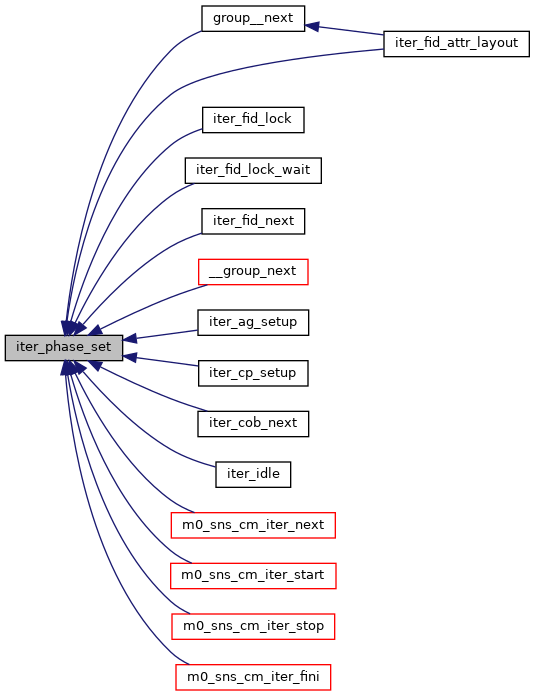 group__next
iter_fid_attr_layout
iter_fid_lock
iter_fid_lock_wait
iter_fid_next
__group_next
iter_ag_setup
iter_phase_set
iter_cp_setup
iter_cob_next
iter_idle
m0_sns_cm_iter_next
m0_sns_cm_iter_start
m0_sns_cm_iter_stop
m0_sns_cm_iter_fini